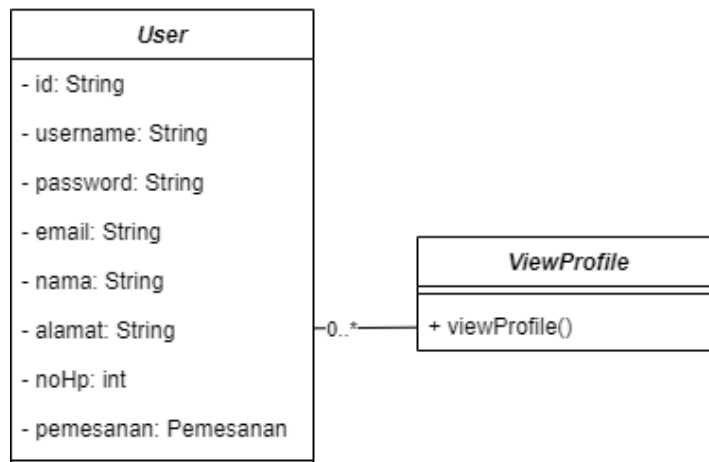 User
- id: String
- username: String
- password: String
- email: String
- nama: String
- alamat: String
- noHp: int
- pemesanan: Pemesanan
0..*
ViewProfile
+ viewProfile()